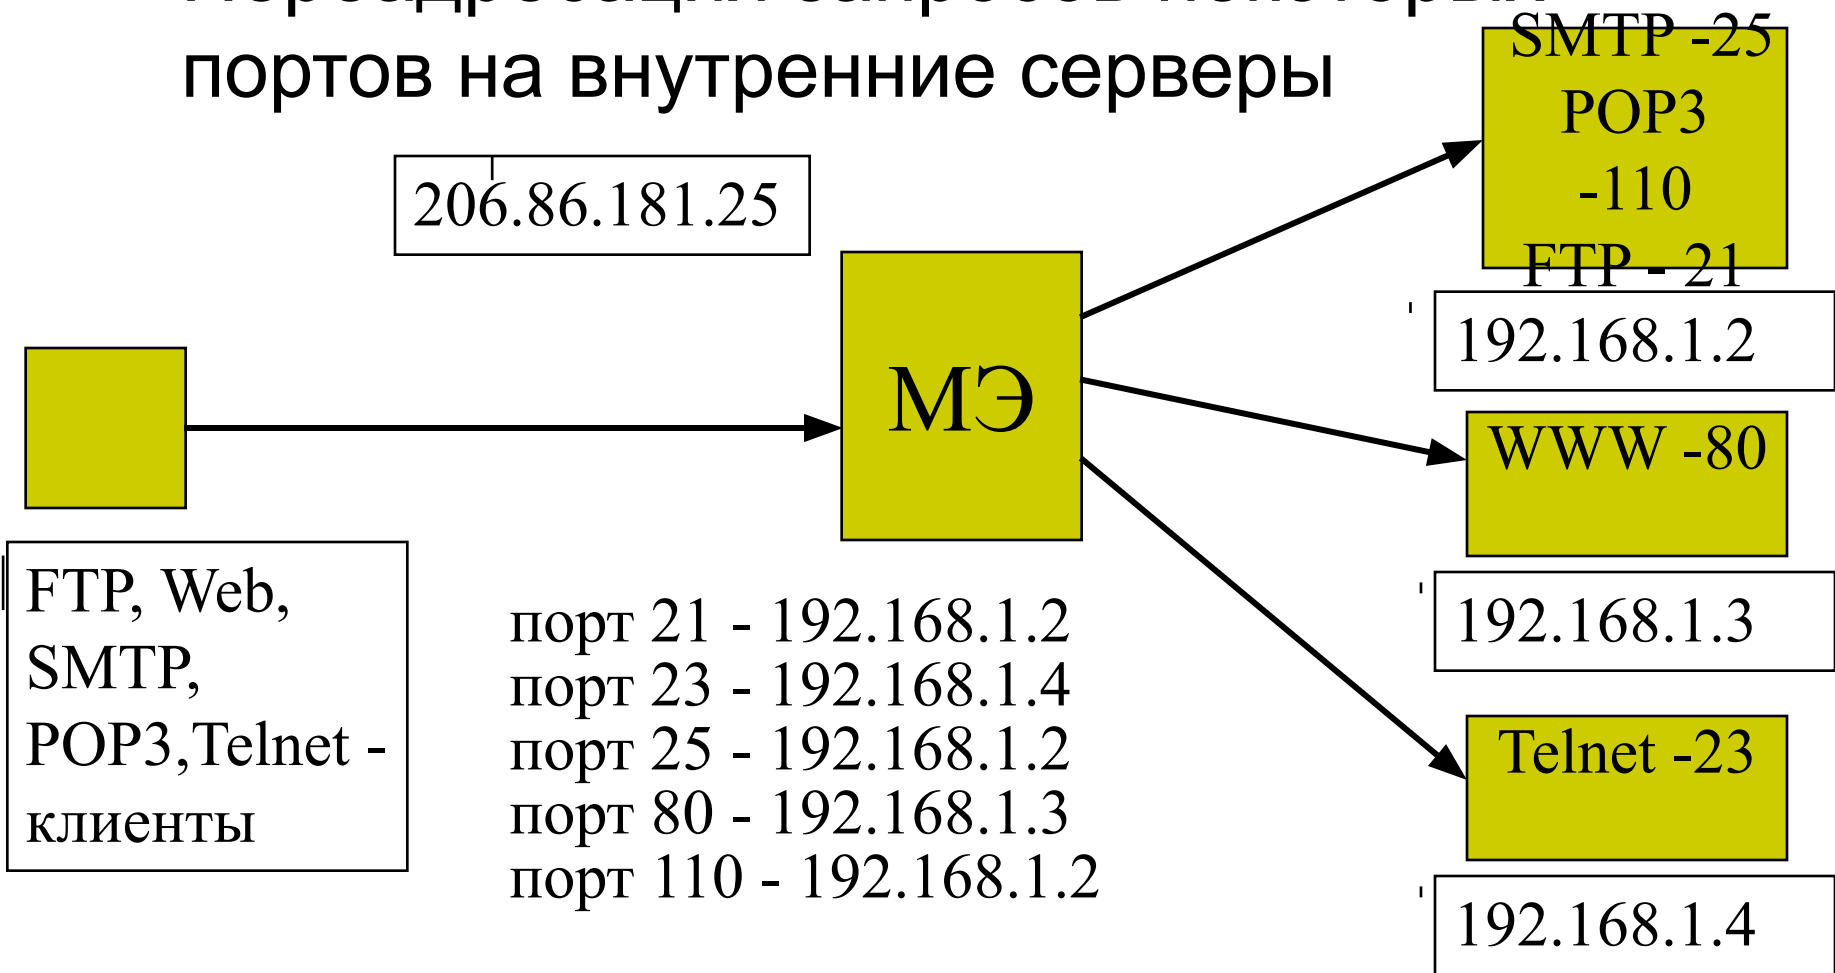 Переадресация запросов некоторых
портов на внутренние серверы
SMTP -25
POP3
-110
FTP - 21
206.86.181.25
192.168.1.2
МЭ
WWW -80
192.168.1.3
FTP, Web,
SMTP,
POP3,Telnet -
клиенты
порт 21 - 192.168.1.2
порт 23 - 192.168.1.4
порт 25 - 192.168.1.2
порт 80 - 192.168.1.3
порт 110 - 192.168.1.2
Telnet -23
192.168.1.4